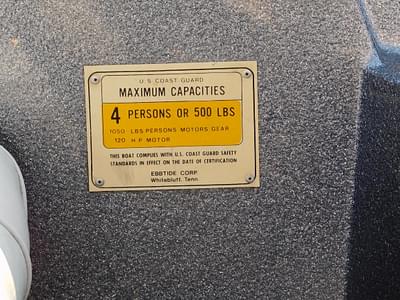 U.S COAST GUARD
MAXIMUM CAPACITIES
4 PERSONS OR 500 LBS
1050 LBS.PERSONS MOTORS GEAR
120 H P MOTOR
THIS BOAT COMPLIES WITH U.S. COAST GUARD SAFETY
STANDARDS IN EFFECT ON THE DATE OF CERTIFICATION
EBBTIDE CORP.
Whitebluff, Tenn.